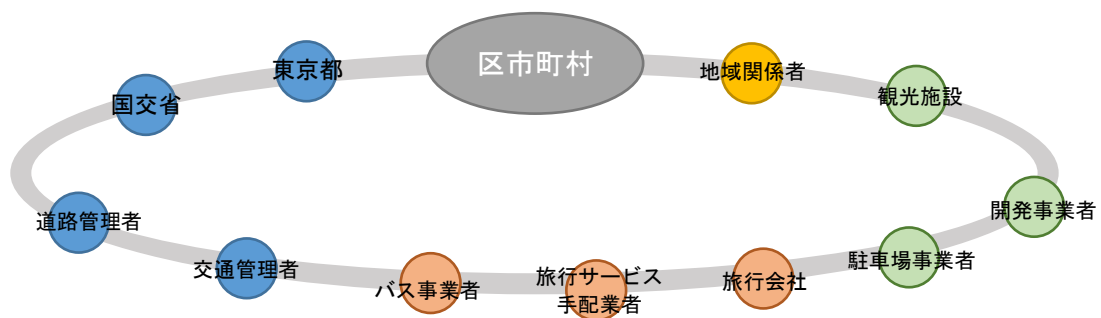 区市町村
東京都
地域関係者
国交省
観光施設
道路管理者
開発事業者
交通管理者
駐車場事業者
バス事業者
旅行サービス
手配業者
旅行会社